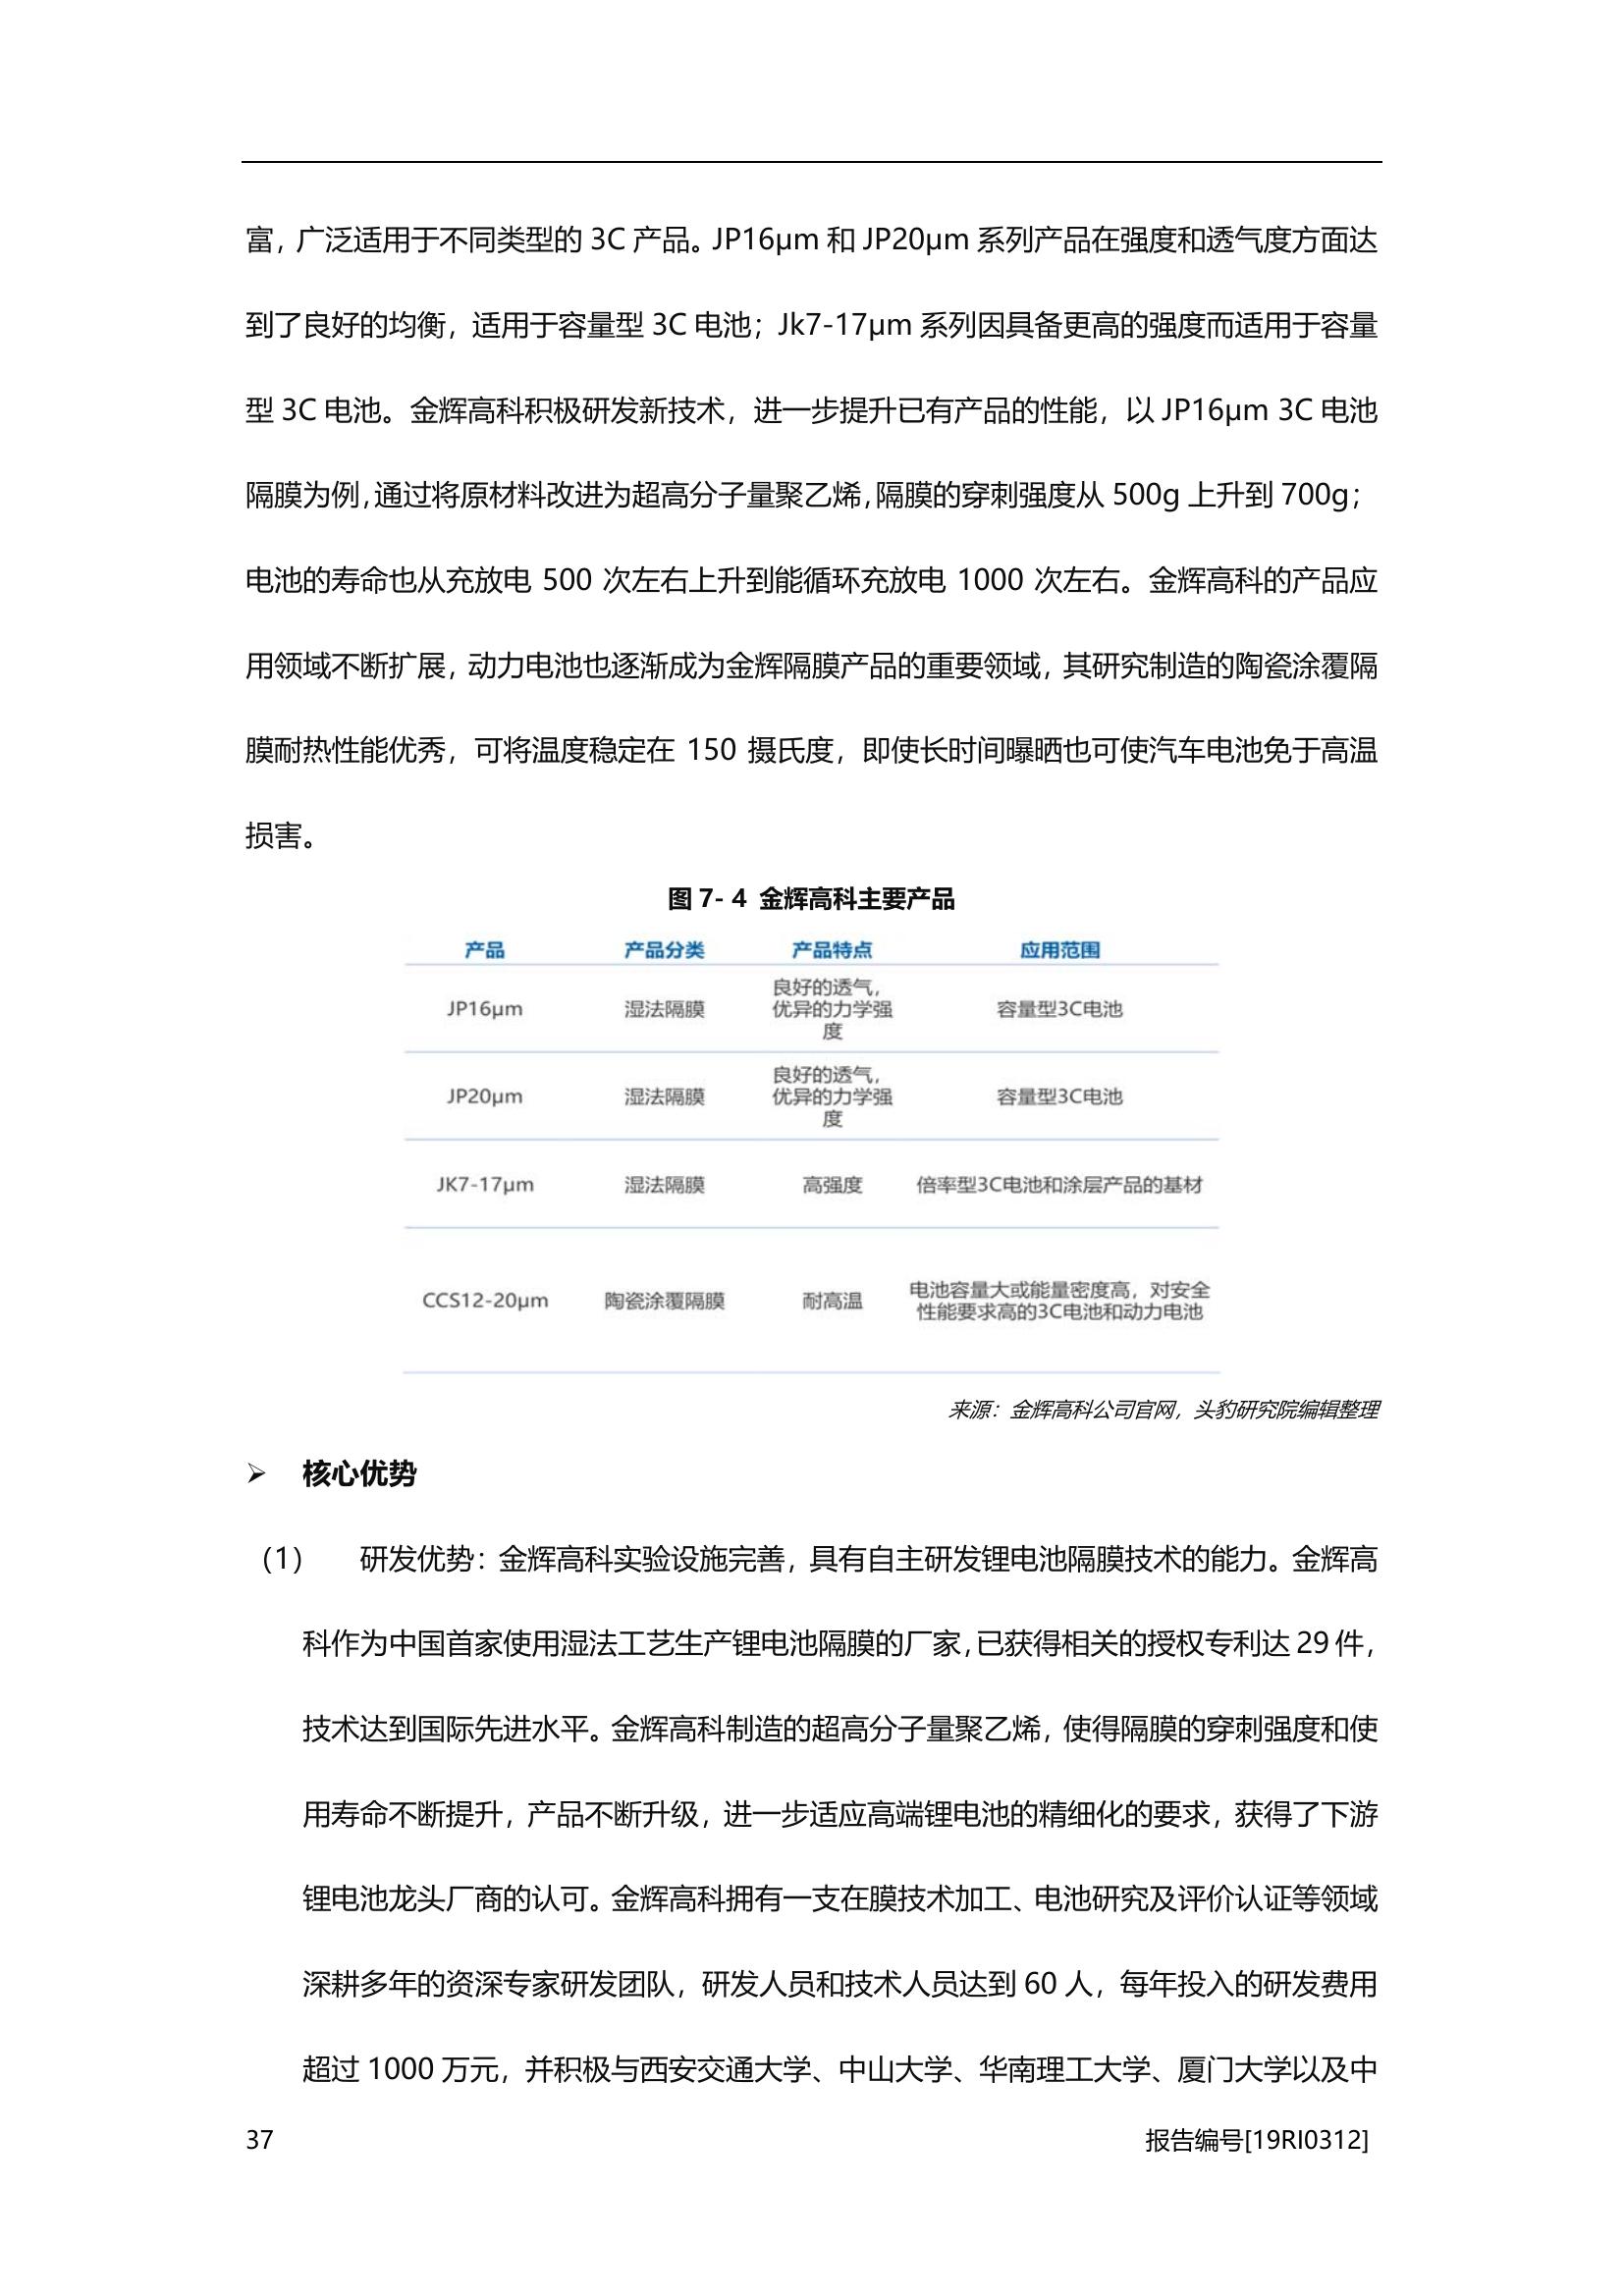 富，广泛适用于不同类型的 3C 产品。JP16μm 和 JP20μm 系列产品在强度和透气度方面达
到了良好的均衡，适用于容量型 3C 电池；Jk7-17μm 系列因具备更高的强度而适用于容量
型 3C 电池。金辉高科积极研发新技术，进一步提升已有产品的性能，以 JP16μm 3C 电池
隔膜为例，通过将原材料改进为超高分子量聚乙烯，隔膜的穿刺强度从 500g 上升到 700g；
电池的寿命也从充放电 500 次左右上升到能循环充放电 1000 次左右。金辉高科的产品应
用领域不断扩展，动力电池也逐渐成为金辉隔膜产品的重要领域，其研究制造的陶瓷涂覆隔
膜耐热性能优秀，可将温度稳定在 150 摄氏度，即使长时间曝晒也可使汽车电池免于高温
损害。
图 7- 4 金辉高科主要产品
产品 产品分类 产品特点 应用范围
良好的透气，
JP16μm 湿法隔膜 优异的力学强 容量型3C电池
度
良好的透气，
JP20μm 湿法隔膜 优异的力学强 容量型3C电池
度
JK7-17μm 湿法隔膜 高强度 倍率型3C电池和涂层产品的基材
CCS12-20μm 陶瓷涂覆隔膜 耐高温 电池容量大或能量密度高，对安全
性能要求高的3C电池和动力电池
来源：金辉高科公司官网，头豹研究院编辑整理
➢ 核心优势
（1） 研发优势：金辉高科实验设施完善，具有自主研发锂电池隔膜技术的能力。金辉高
科作为中国首家使用湿法工艺生产锂电池隔膜的厂家，已获得相关的授权专利达 29 件，
技术达到国际先进水平。金辉高科制造的超高分子量聚乙烯，使得隔膜的穿刺强度和使
用寿命不断提升，产品不断升级，进一步适应高端锂电池的精细化的要求，获得了下游
锂电池龙头厂商的认可。金辉高科拥有一支在膜技术加工、电池研究及评价认证等领域
深耕多年的资深专家研发团队，研发人员和技术人员达到 60 人，每年投入的研发费用
超过 1000 万元，并积极与西安交通大学、中山大学、华南理工大学、厦门大学以及中
37 报告编号[19RI0312]